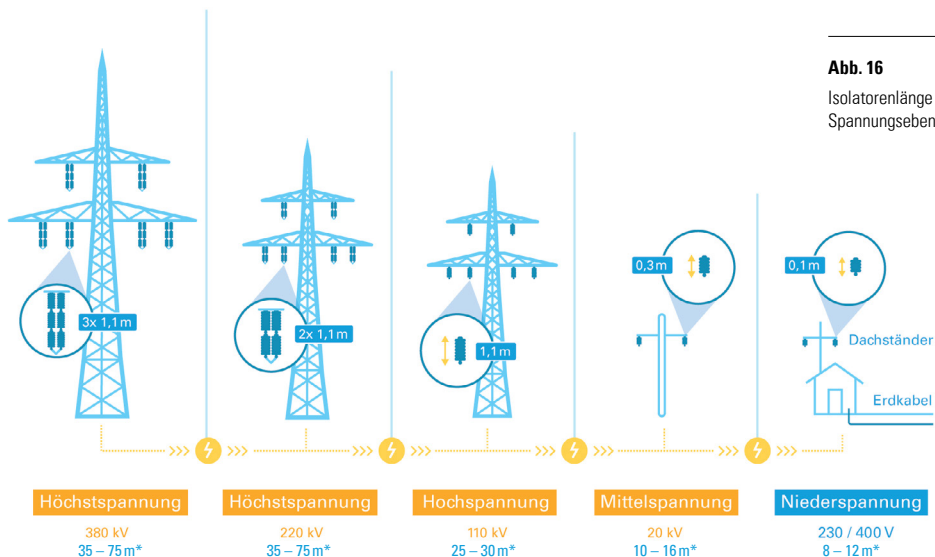 Abb. 16
Isolatorenlänge
Spannungseben
3x 1,1 m
2x 1,1 m
1,1 m
0,3 m
0,1 m
Dachständer
Erdkabel
>>> >>> >>> >>> >>> >>> >>> >>>
Höchstspannung
380 kV
35 – 75 m*
Höchstspannung
220 kV
35 – 75 m*
Hochspannung
110 kV
25 – 30 m*
Mittelspannung
20 kV
10 – 16 m*
Niederspannung
230 / 400 V
8 – 12 m*